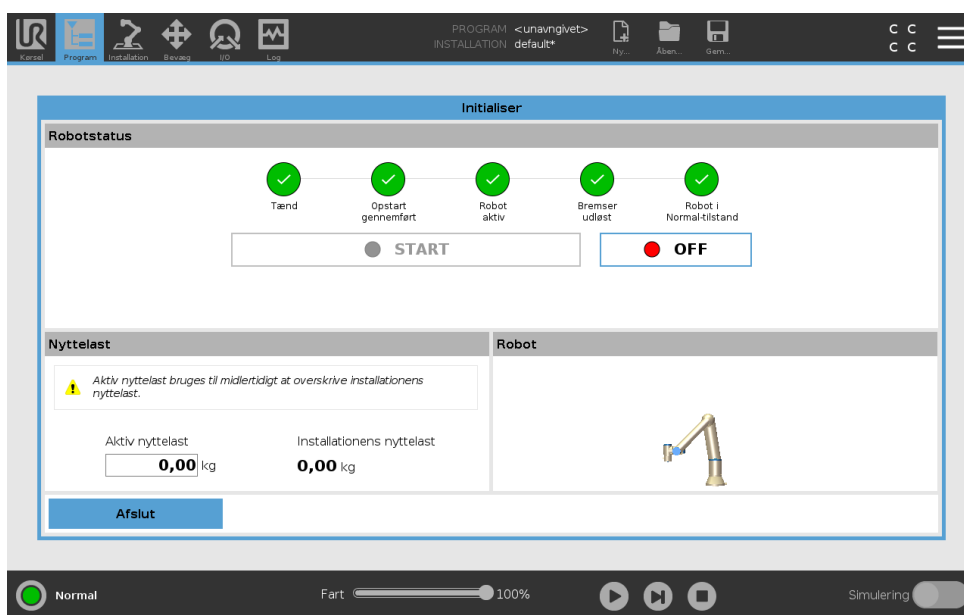 PROGRAM <unavngivet>
INSTALLATION default*
C C
C C
UR
Kørsel Program Installation Bevæg I/O Log Ny... Åben... Gem...
Initialiser
Robotstatus
Tænd
Opstart gennemført
Robot aktiv
Bremser udløst
Robot i Normal-tilstand
START OFF
Nyttelast
Aktiv nyttelast bruges til midlertidigt at overskrive installationens
nyttelast.
Aktiv nyttelast Installationens nyttelast
0,00 kg 0,00 kg
Robot
Afslut
Normal Fart 100% Simulering